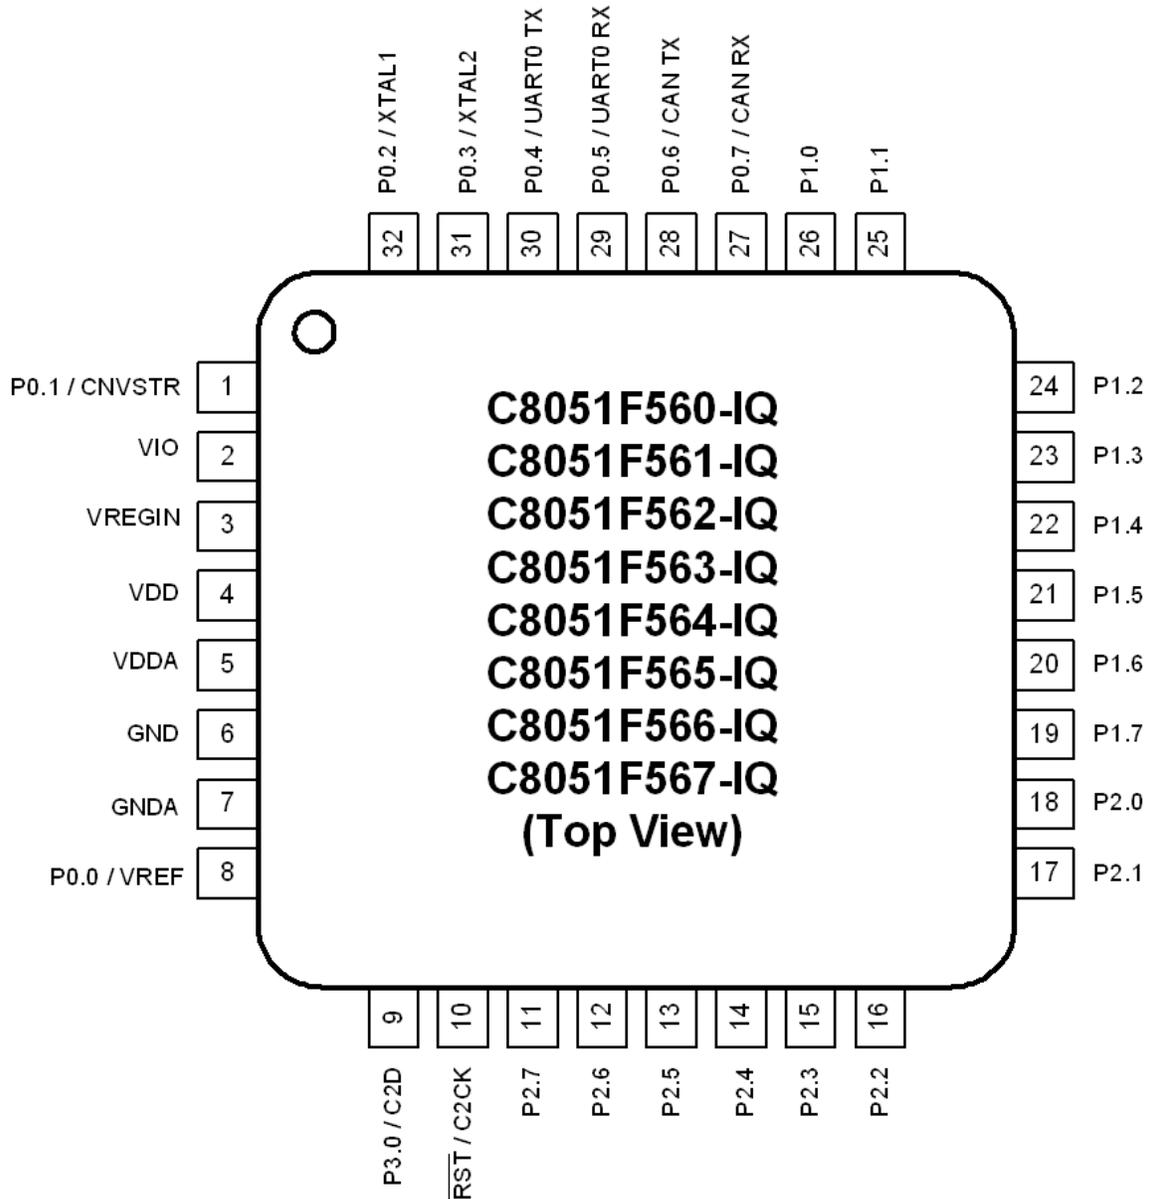 P0.2 / XTAL1
P0.3 / XTAL2
P0.4 / UART0 TX
P0.5 / UART0 RX
P0.6 / CAN TX
P0.7 / CAN RX
P1.0
P1.1
32
31
30
29
28
27
26
25
P0.1 / CNVSTR 1
VIO 2
VREGIN 3
VDD 4
VDDA 5
GND 6
GNDA 7
P0.0 / VREF 8
C8051F560-IQ
C8051F561-IQ
C8051F562-IQ
C8051F563-IQ
C8051F564-IQ
C8051F565-IQ
C8051F566-IQ
C8051F567-IQ
(Top View)
24 P1.2
23 P1.3
22 P1.4
21 P1.5
20 P1.6
19 P1.7
18 P2.0
17 P2.1
9
10
11
12
13
14
15
16
P3.0 / C2D
R̅S̅T̅ / C2CK
P2.7
P2.6
P2.5
P2.4
P2.3
P2.2